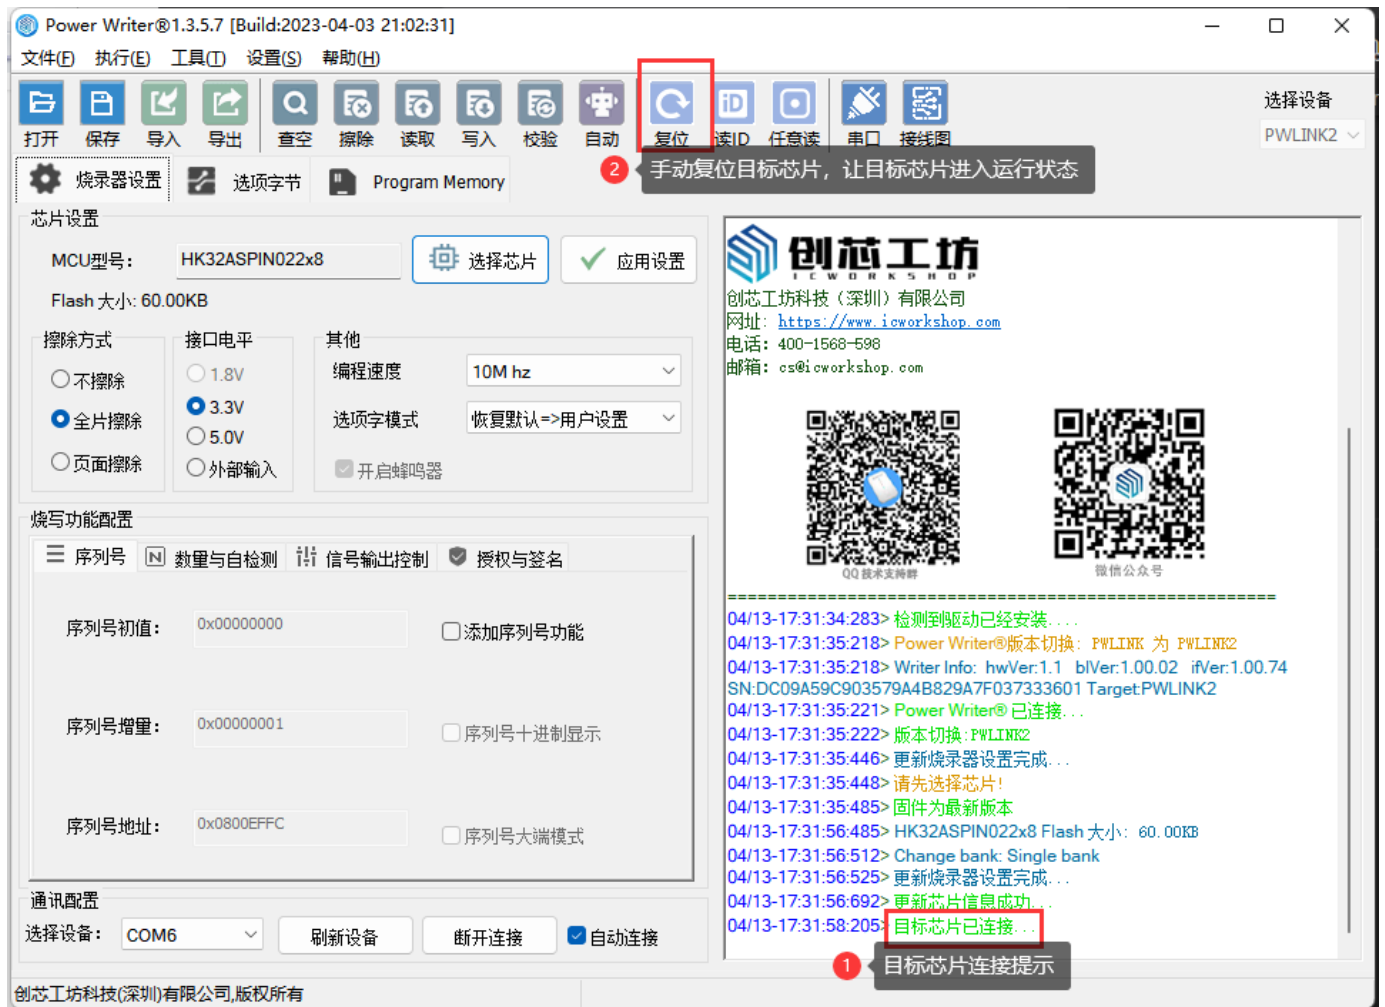 Power Writer®1.3.5.7 [Build:2023-04-03 21:02:31]
文件(F) 执行(E) 工具(T) 设置(S) 帮助(H)
打开 保存 导入 导出 查空 擦除 读取 写入 校验 自动 复位 读ID 任意读 串口 接线图
选择设备
PWLINK2
2 手动复位目标芯片，让目标芯片进入运行状态
烧录器设置 选项字节 Program Memory
芯片设置
MCU型号： HK32ASPIN022x8 选择芯片 应用设置
Flash 大小: 60.00KB
擦除方式
不擦除
全片擦除
页面擦除
接口电平
1.8V
3.3V
5.0V
外部输入
其他
编程速度 10M hz
选项字模式 恢复默认=>用户设置
开启蜂鸣器
烧写功能配置
序列号 数量与自检测 信号输出控制 授权与签名
序列号初值： 0x00000000 添加序列号功能
序列号增量： 0x00000001 序列号十进制显示
序列号地址： 0x0800EFFC 序列号大端模式
通讯配置
选择设备： COM6 刷新设备 断开连接 自动连接
创芯工坊科技(深圳)有限公司,版权所有
创芯工坊
ICWORKSHOP
创芯工坊科技（深圳）有限公司
网址：https://www.icworkshop.com
电话：400-1568-598
邮箱：cs@icworkshop.com
QQ技术支持群 微信公众号
==================================================
04/13-17:31:34:283> 检测到驱动已经安装....
04/13-17:31:35:218> Power Writer®版本切换：PWLINK 为 PWLINK2
04/13-17:31:35:218> Writer Info: hwVer:1.1 blVer:1.00.02 ifVer:1.00.74
SN:DC09A59C903579A4B829A7F037333601 Target:PWLINK2
04/13-17:31:35:221> Power Writer® 已连接...
04/13-17:31:35:222> 版本切换:PWLINK2
04/13-17:31:35:446> 更新烧录器设置完成...
04/13-17:31:35:448> 请先选择芯片!
04/13-17:31:35:485> 固件为最新版本
04/13-17:31:56:485> HK32ASPIN022x8 Flash 大小：60.00KB
04/13-17:31:56:512> Change bank: Single bank
04/13-17:31:56:525> 更新烧录器设置完成...
04/13-17:31:56:692> 更新芯片信息成功...
04/13-17:31:58:205> 目标芯片已连接...
1 目标芯片连接提示